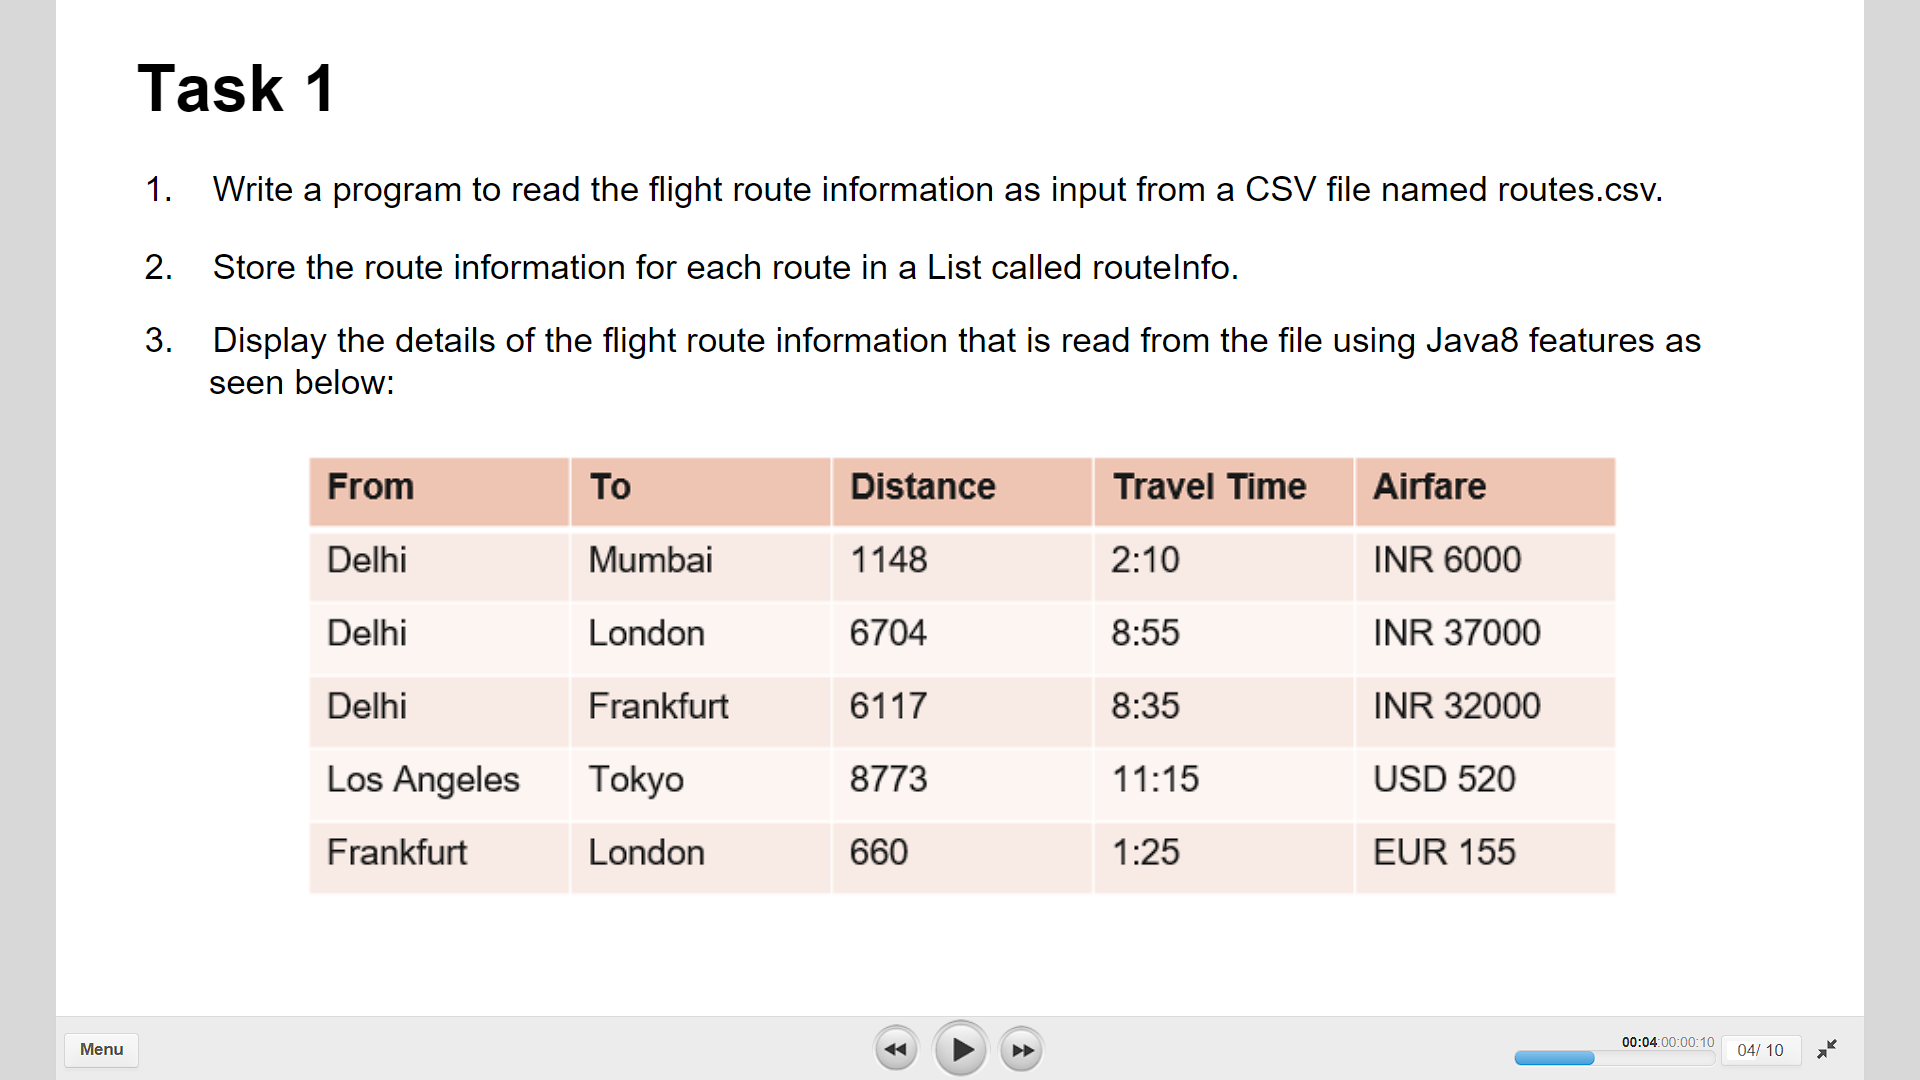 Task 1
1. Write a program to read the flight route information as input from a CSV file named routes.csv.
2. Store the route information for each route in a List called routeInfo.
3. Display the details of the flight route information that is read from the file using Java8 features as
seen below:
From To Distance Travel Time Airfare
Delhi Mumbai 1148 2:10 INR 6000
Delhi London 6704 8:55 INR 37000
Delhi Frankfurt 6117 8:35 INR 32000
Los Angeles Tokyo 8773 11:15 USD 520
Frankfurt London 660 1:25 EUR 155
Menu 00:04:00:00:10 04/ 10